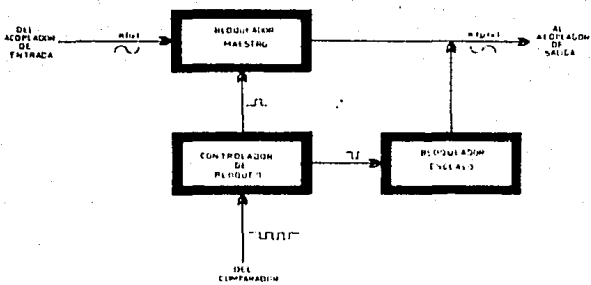 DEL
ACOPLADOR
DE
ENTRADA
BLOQUEADOR
MAESTRO
AL
ACOPLADOR
DE
SALIDA
CONTROLADOR
DE
BLOQUEO
BLOQUEADOR
ESCLAVO
DEL
COMPARADOR